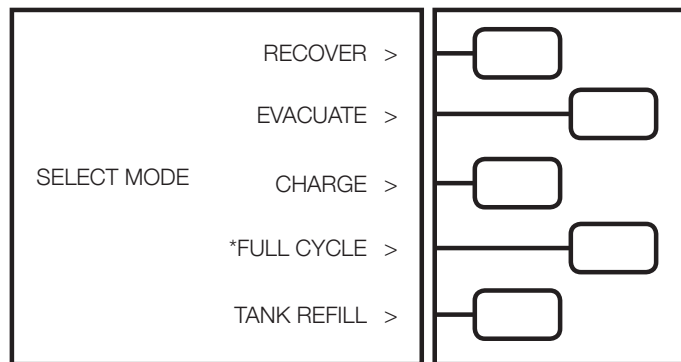 RECOVER >
EVACUATE >
SELECT MODE CHARGE >
*FULL CYCLE >
TANK REFILL >